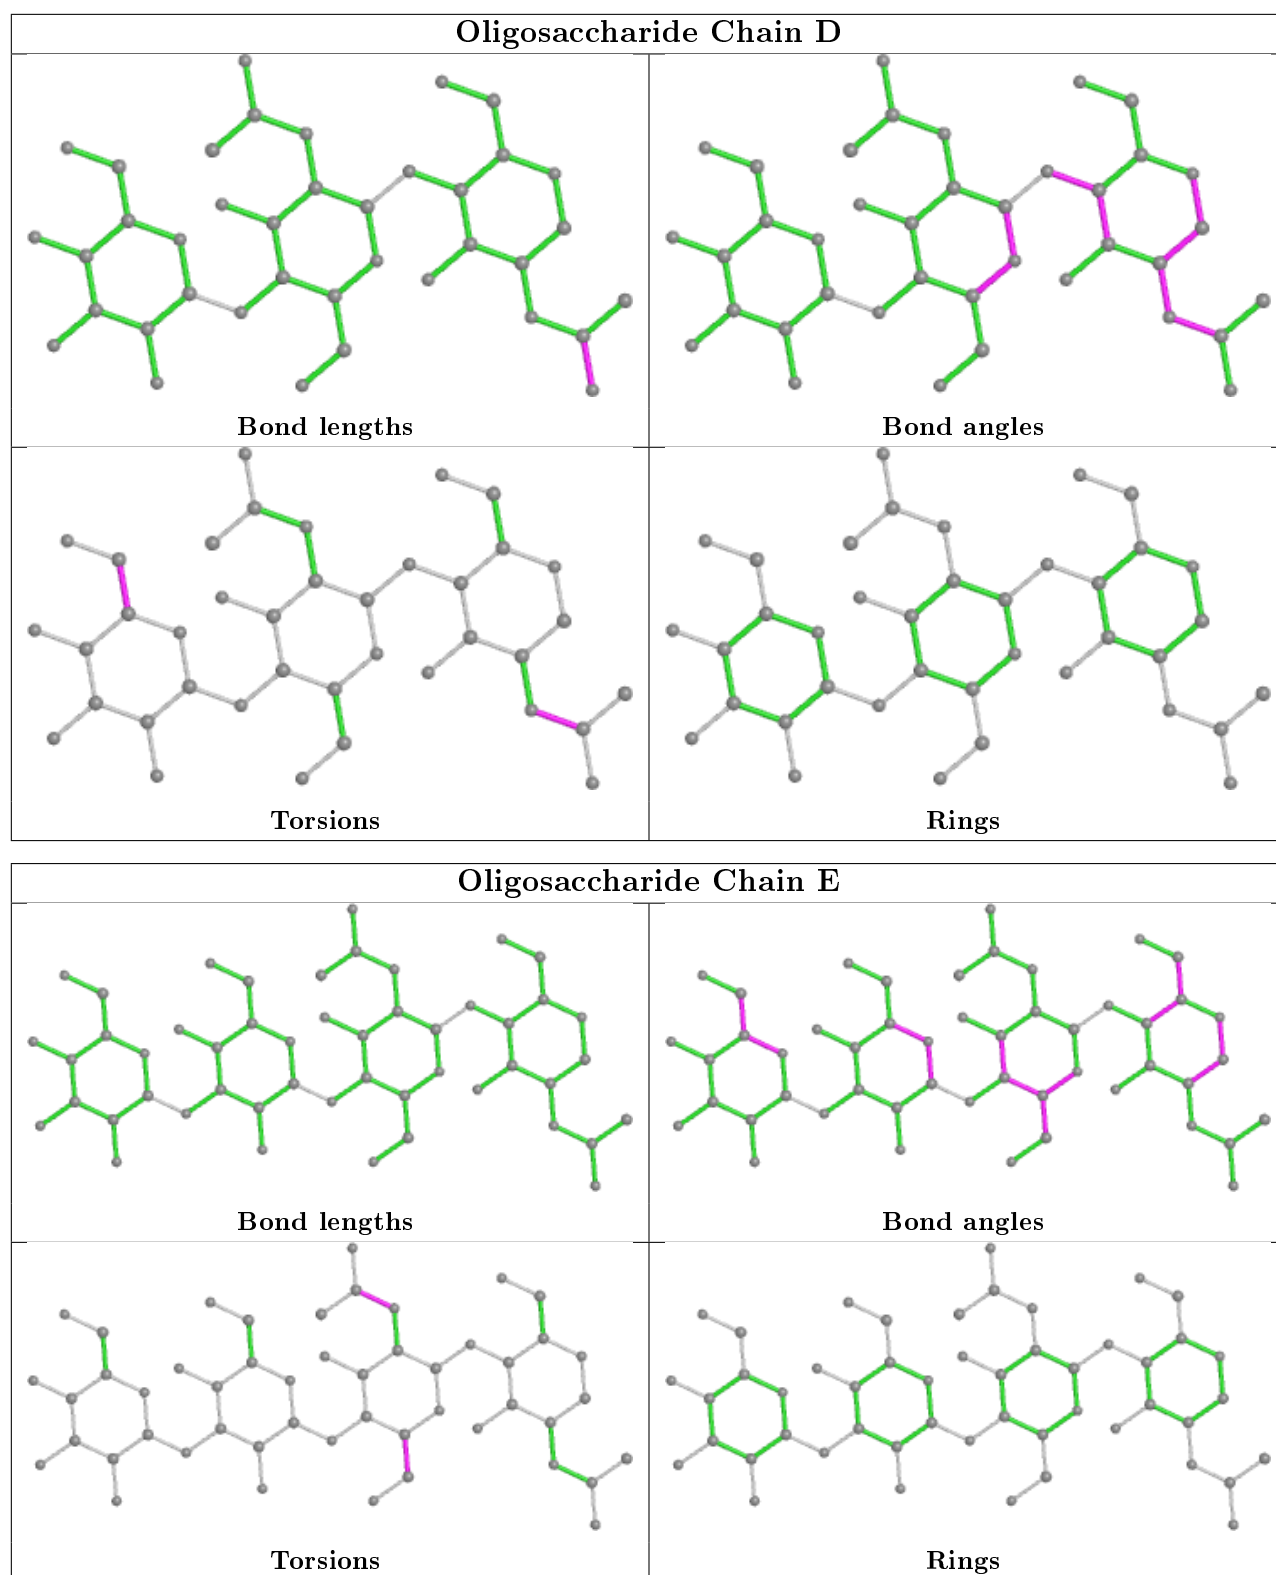 Oligosaccharide Chain D
Bond lengths
Bond angles
Torsions
Rings
Oligosaccharide Chain E
Bond lengths
Bond angles
Torsions
Rings